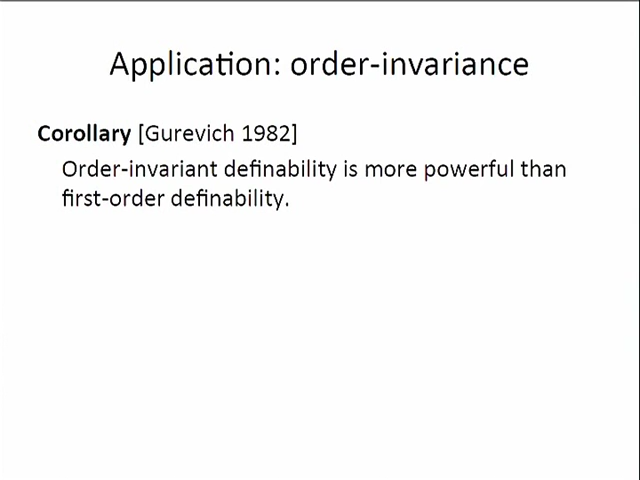 Application: order-invariance
Corollary [Gurevich 1982]
Order-invariant definability is more powerful than
first-order definability.